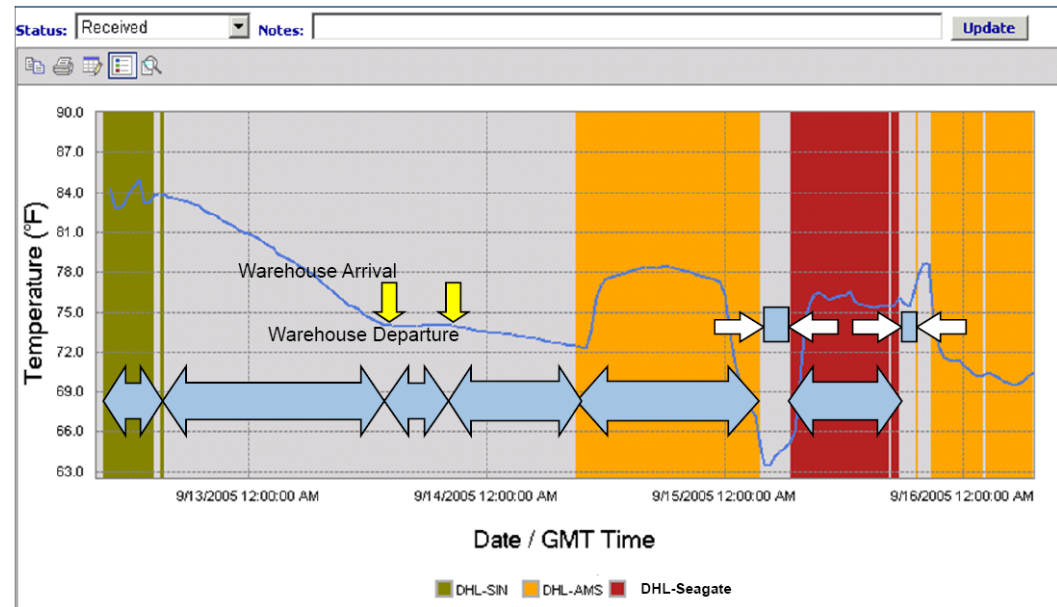 Status: Received Notes: Update
90.0
87.0
84.0
81.0
78.0
75.0
72.0
69.0
66.0
63.0
Temperature (°F)
Warehouse Arrival
Warehouse Departure
9/13/2005 12:00:00 AM 9/14/2005 12:00:00 AM 9/15/2005 12:00:00 AM 9/16/2005 12:00:00 AM
Date / GMT Time
DHL-SIN DHL-AMS DHL-Seagate